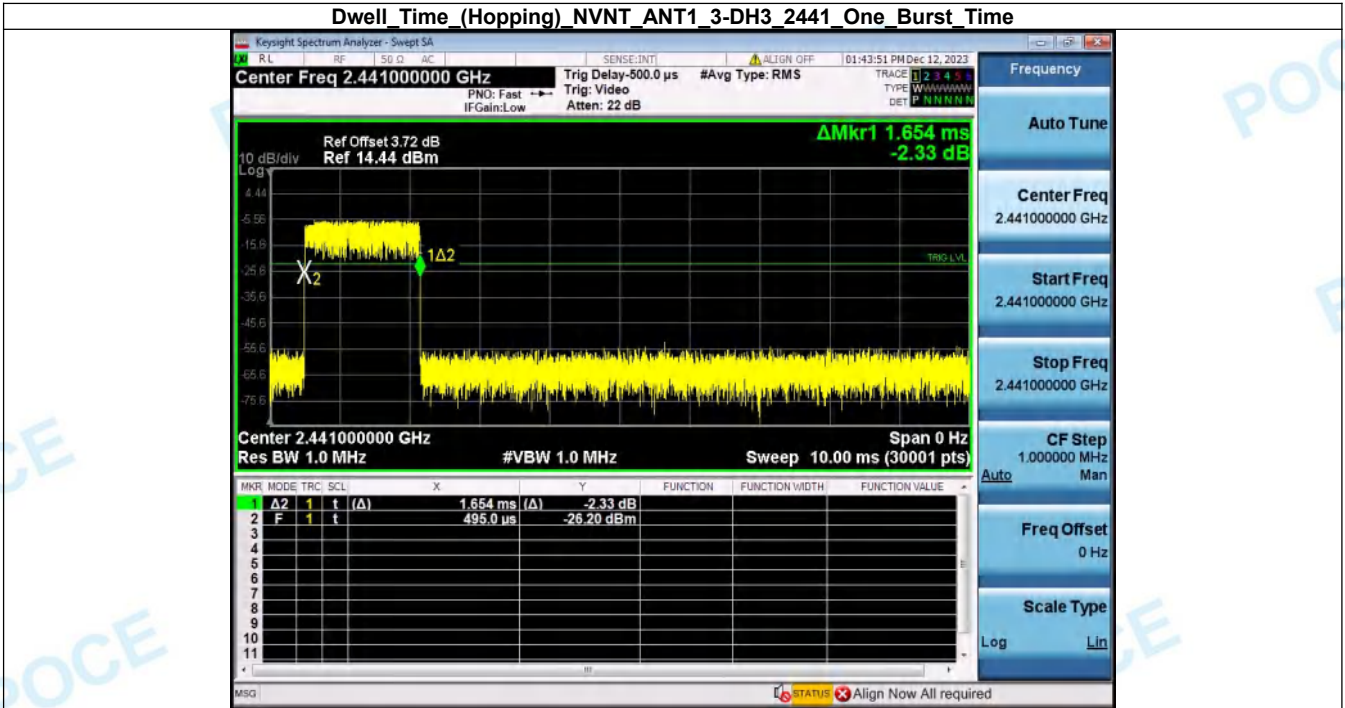 Dwell_Time_(Hopping)_NVNT_ANT1_3-DH3_2441_One_Burst_Time
Keysight Spectrum Analyzer - Swept SA
RL RF 50 Ω AC SENSE:INT ALIGN OFF 01:43:51 PM Dec 12, 2023
Center Freq 2.441000000 GHz
PNO: Fast
IFGain:Low
Trig Delay-500.0 µs
Trig: Video
Atten: 22 dB
#Avg Type: RMS
TRACE 1 2 3 4 5 6
TYPE WWWWWW
DET P N N N N N
ΔMkr1 1.654 ms
-2.33 dB
Ref Offset 3.72 dB
10 dB/div Ref 14.44 dBm
Log
4.44
-5.56
-15.6
-25.6
-35.6
-45.6
-55.6
-65.6
-75.6
1Δ2
X2
TRIG LVL
Center 2.441000000 GHz Span 0 Hz
Res BW 1.0 MHz #VBW 1.0 MHz Sweep 10.00 ms (30001 pts)
MKR MODE TRC SCL X Y FUNCTION FUNCTION WIDTH FUNCTION VALUE
1 Δ2 1 t (Δ) 1.654 ms (Δ) -2.33 dB
2 F 1 t 495.0 µs -26.20 dBm
3
4
5
6
7
8
9
10
11
MSG STATUS Align Now All required
Frequency
Auto Tune
Center Freq
2.441000000 GHz
Start Freq
2.441000000 GHz
Stop Freq
2.441000000 GHz
CF Step
1.000000 MHz
Auto Man
Freq Offset
0 Hz
Scale Type
Log Lin
POCE